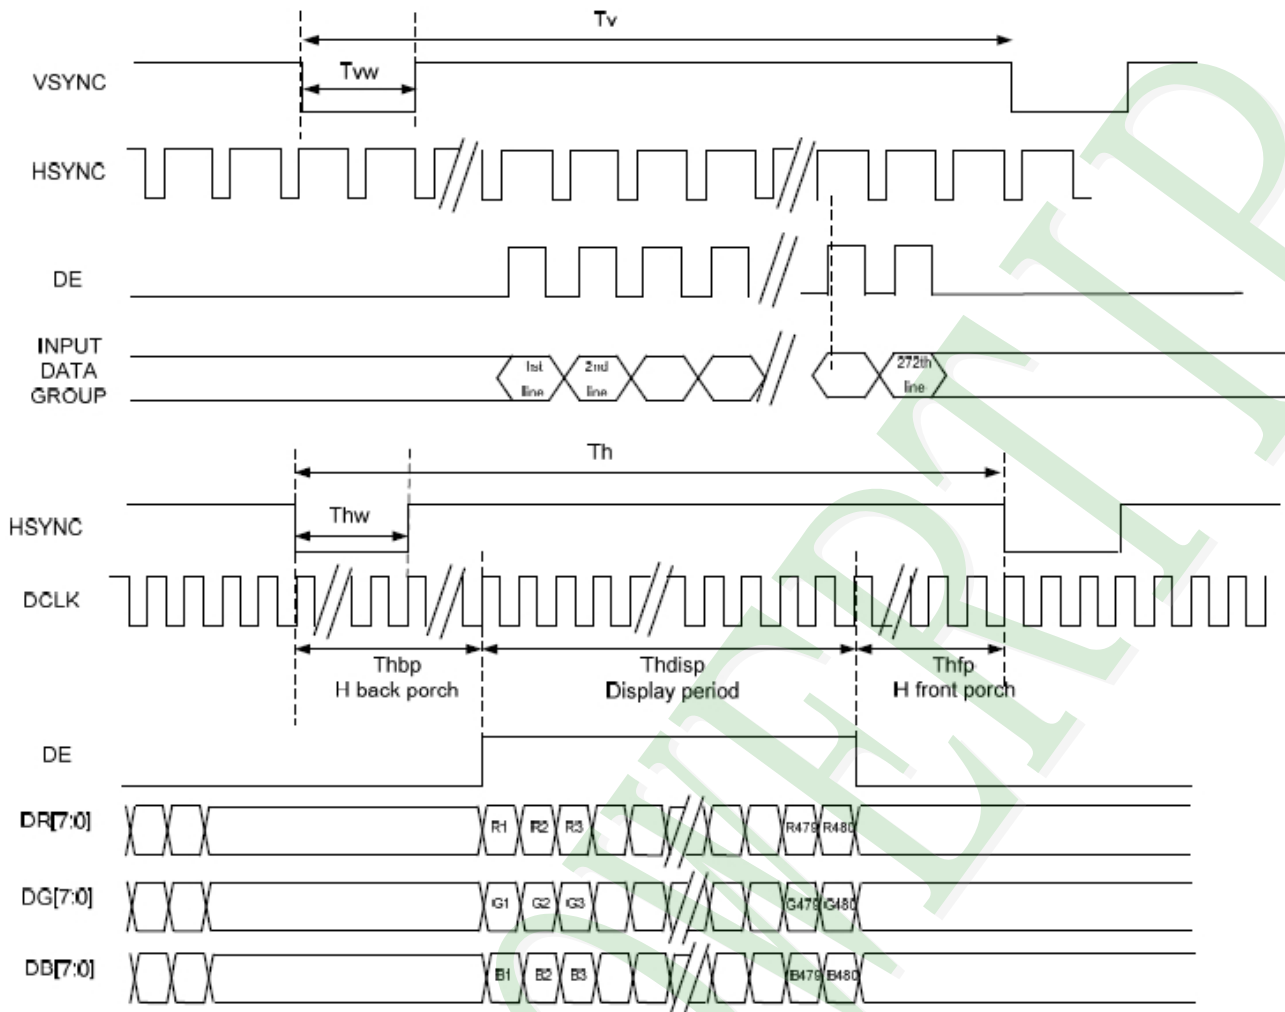 Tv
VSYNC
Tvw
HSYNC
DE
INPUT
DATA
GROUP
1st
line
2nd
line
272th
line
Th
HSYNC
Thw
DCLK
Thbp
H back porch
Thdisp
Display period
Thfp
H front porch
DE
DR[7:0]
R1 R2 R3 R479 R480
DG[7:0]
G1 G2 G3 G479 G480
DB[7:0]
B1 B2 B3 B479 B480
OWERTIP